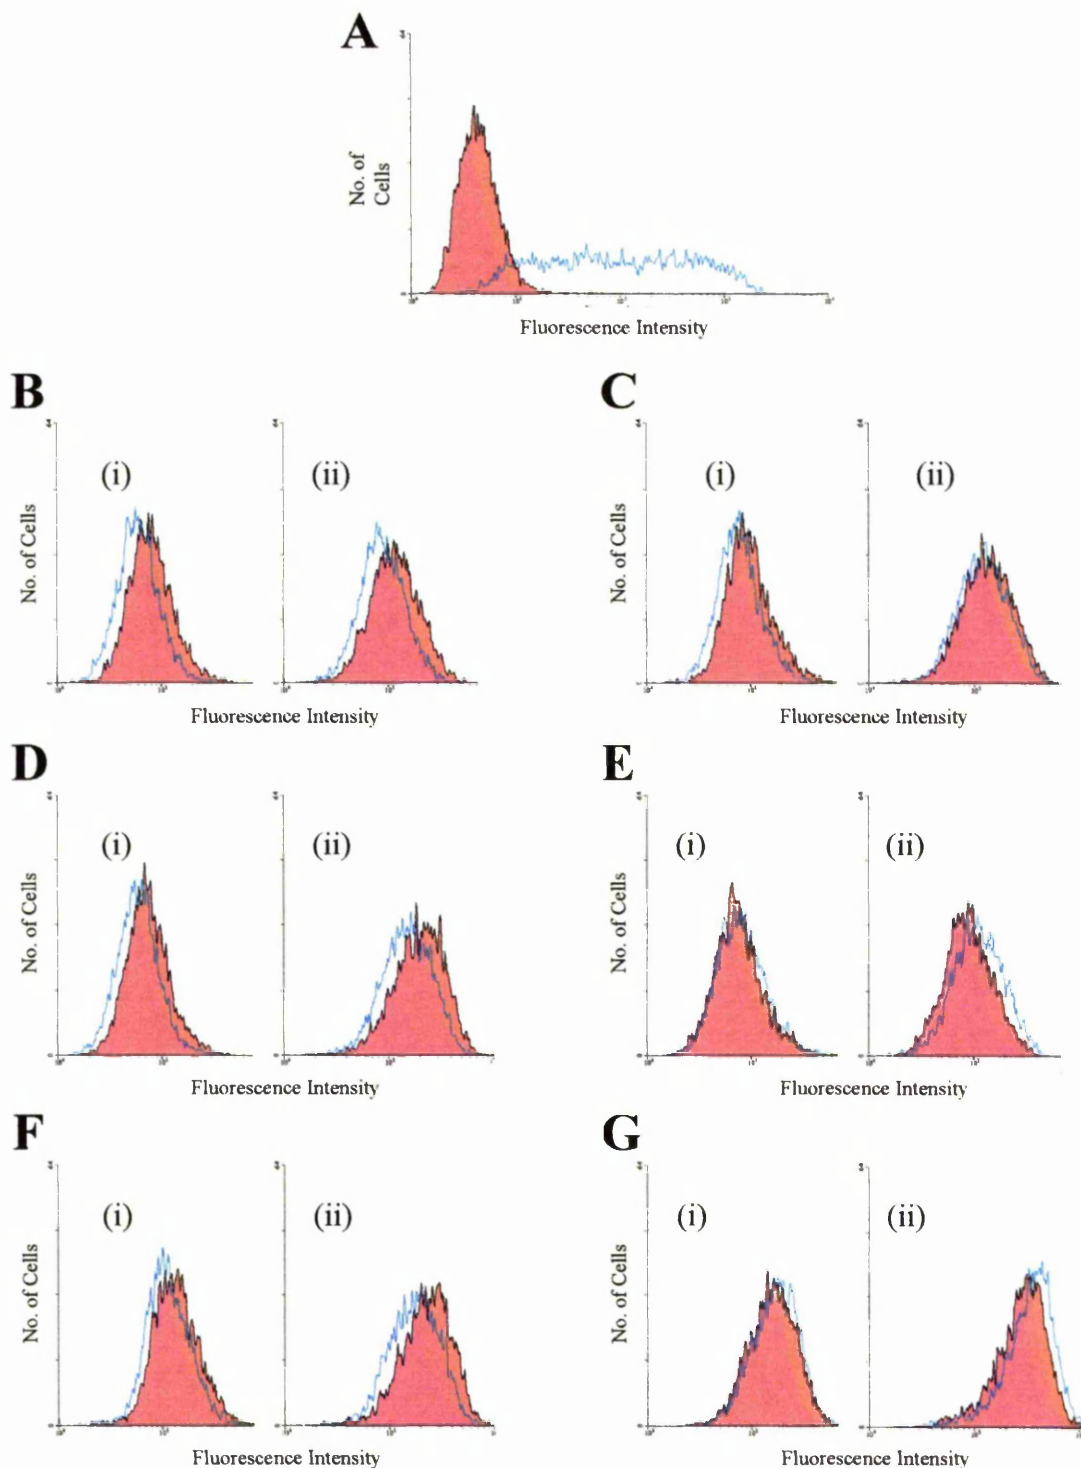 A
No. of
Cells
Fluorescence Intensity
B
C
(i)
(ii)
(i)
(ii)
No. of Cells
No. of Cells
Fluorescence Intensity
Fluorescence Intensity
D
E
(i)
(ii)
(i)
(ii)
No. of Cells
No. of Cells
Fluorescence Intensity
Fluorescence Intensity
F
G
(i)
(ii)
(i)
(ii)
No. of Cells
No. of Cells
Fluorescence Intensity
Fluorescence Intensity